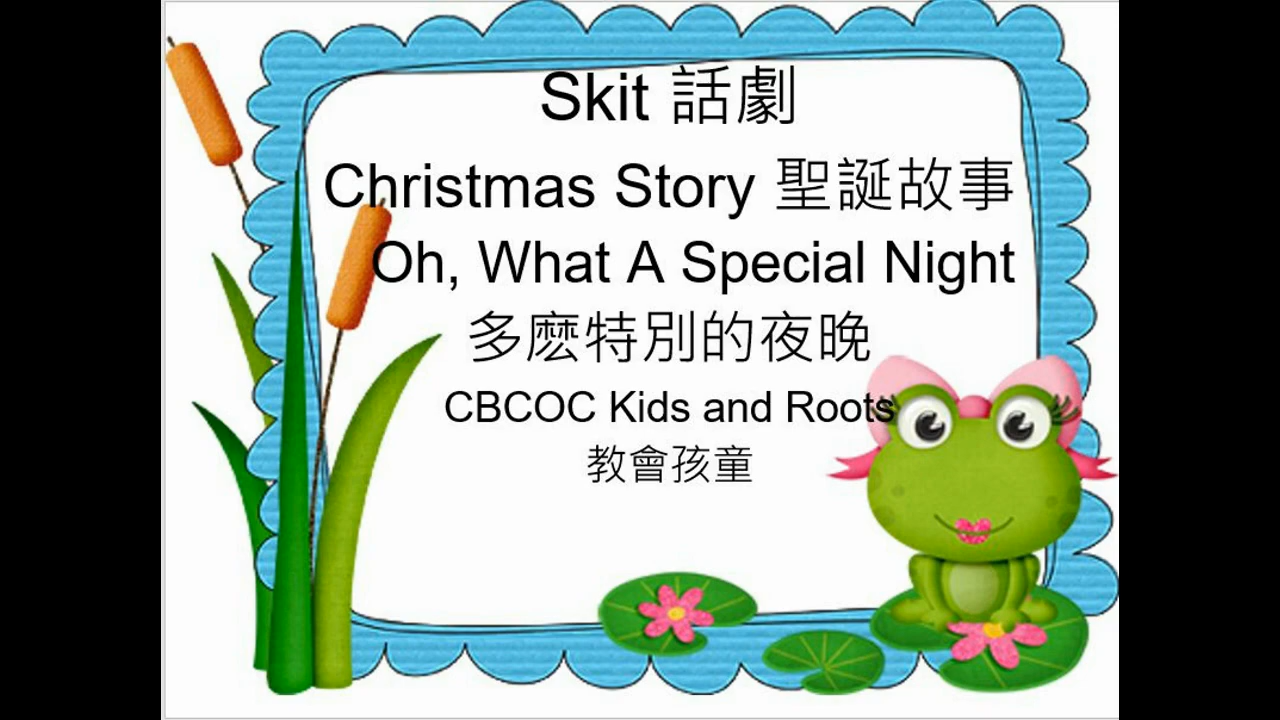 Skit 話劇
Christmas Story 聖誕故事
Oh, What A Special Night
多麽特別的夜晚
CBCOC Kids and Roots
教會孩童